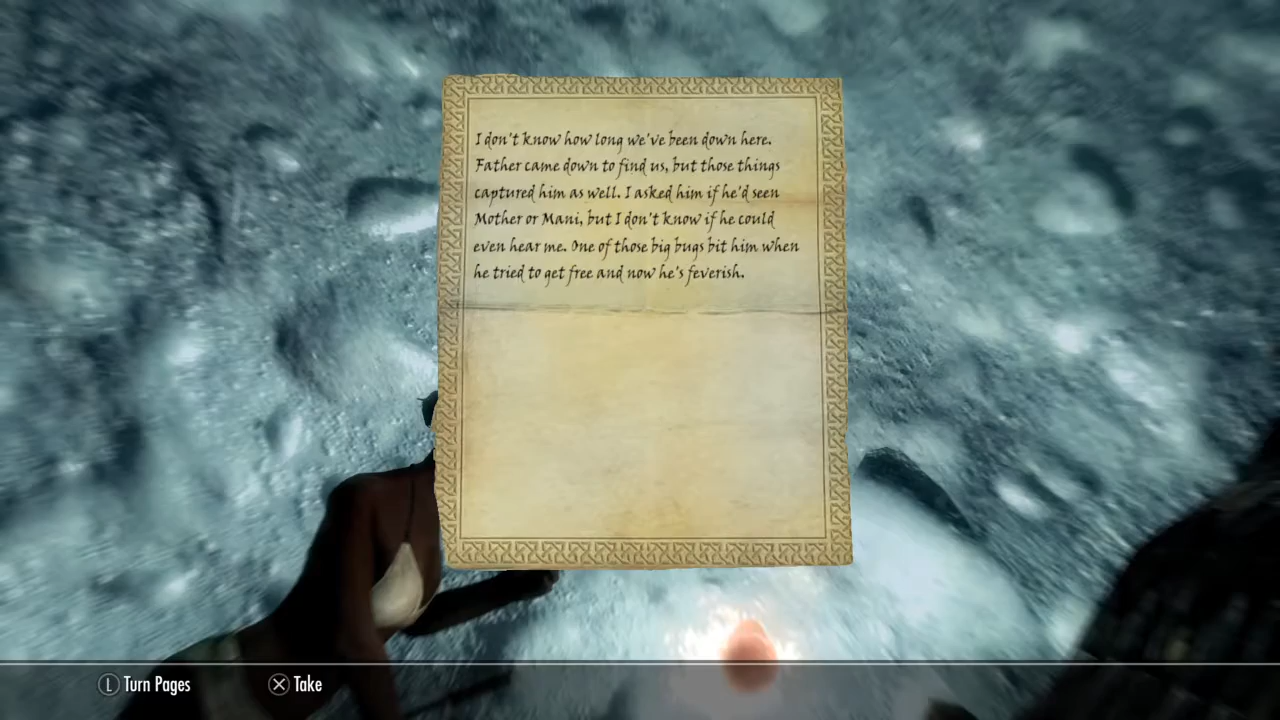 I don't know how long we've been down here.
Father came down to find us, but those things
captured him as well. I asked him if he'd seen
Mother or Mani, but I don't know if he could
even hear me. One of those big bugs bit him when
he tried to get free and now he's feverish.
L Turn Pages
X Take